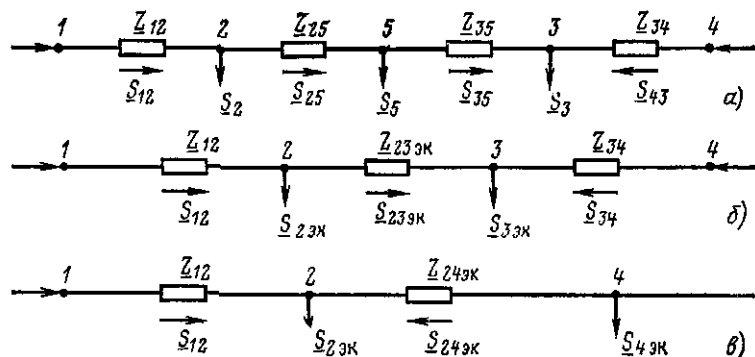 1 Z12 2 Z25 5 Z35 3 Z34 4
S12 S2 S25 S5 S35 S3 S43 а)
1 Z12 2 Z23эк 3 Z34 4
S12 S2эк S23эк S3эк S34 б)
1 Z12 2 Z24эк 4
S12 S2эк S24эк S4эк в)